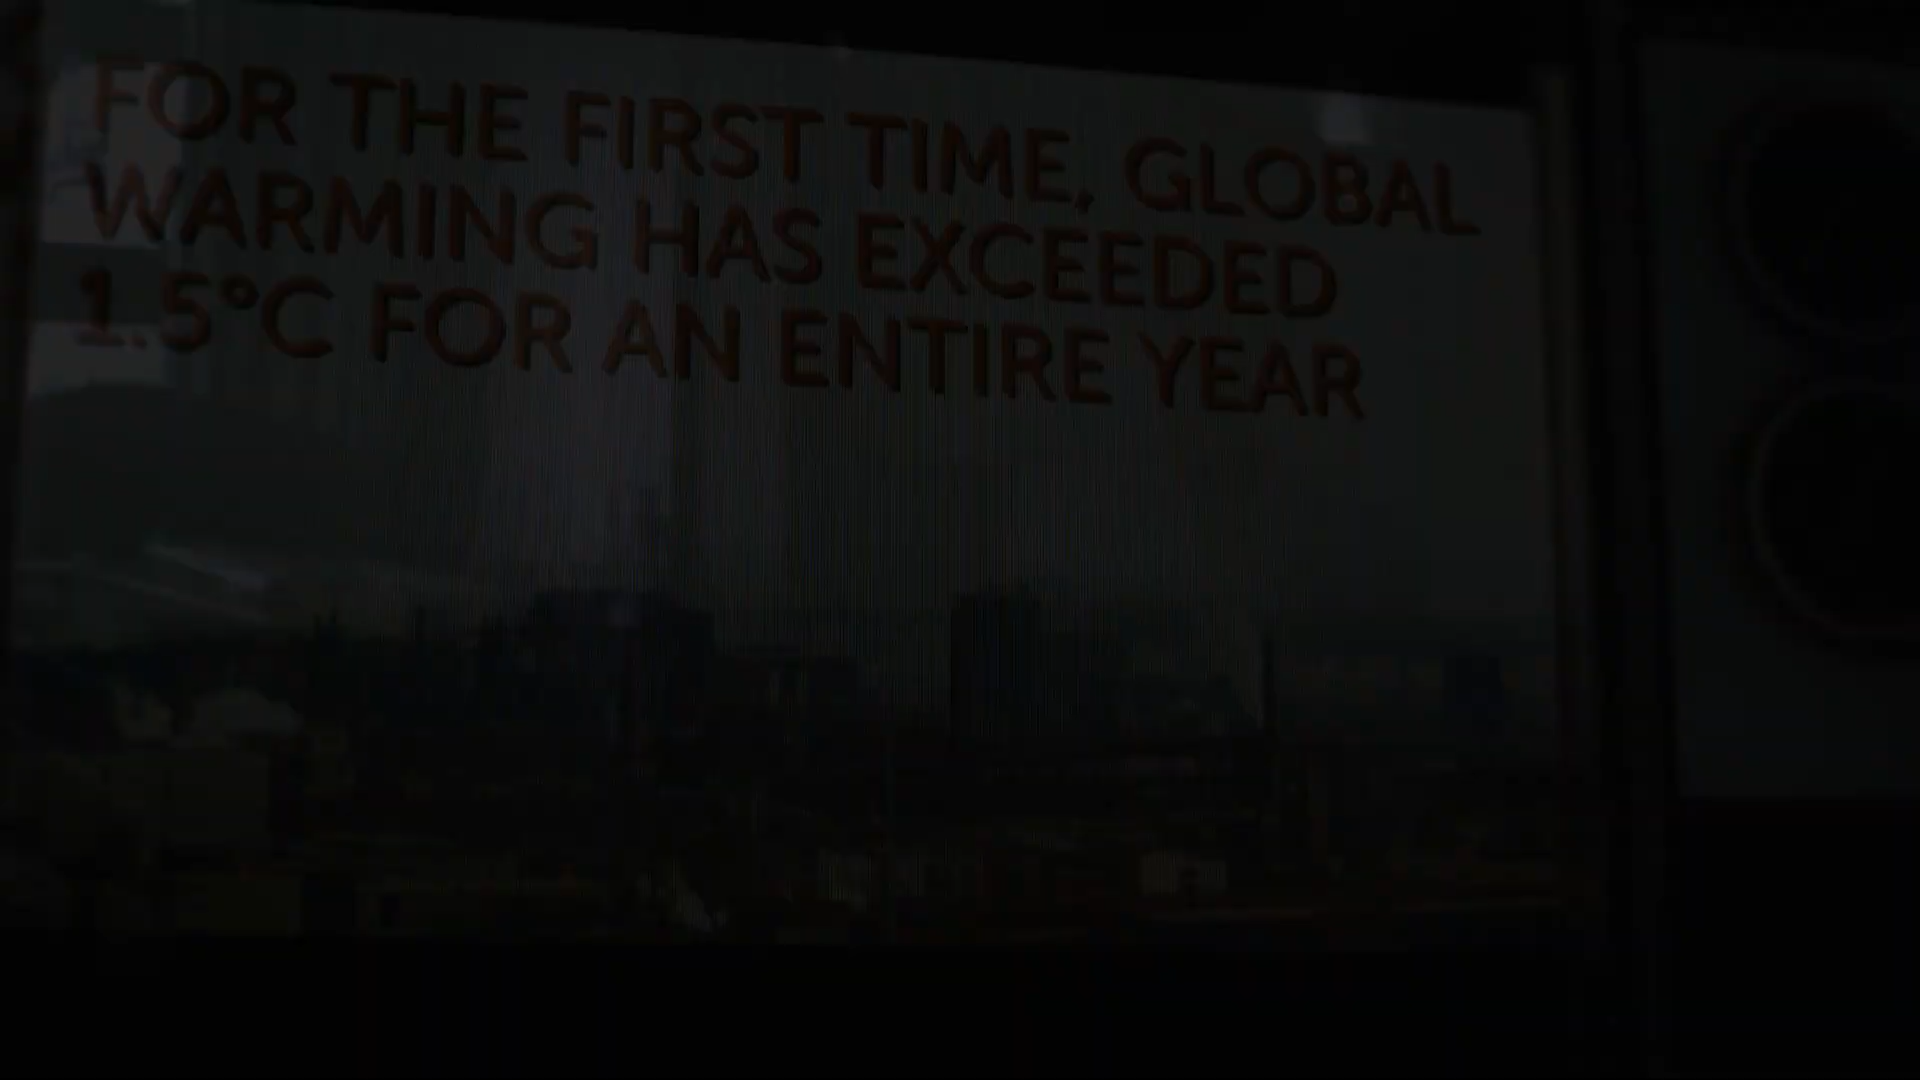 FOR THE FIRST TIME, GLOBAL
WARMING HAS EXCEEDED
1.5°C FOR AN ENTIRE YEAR